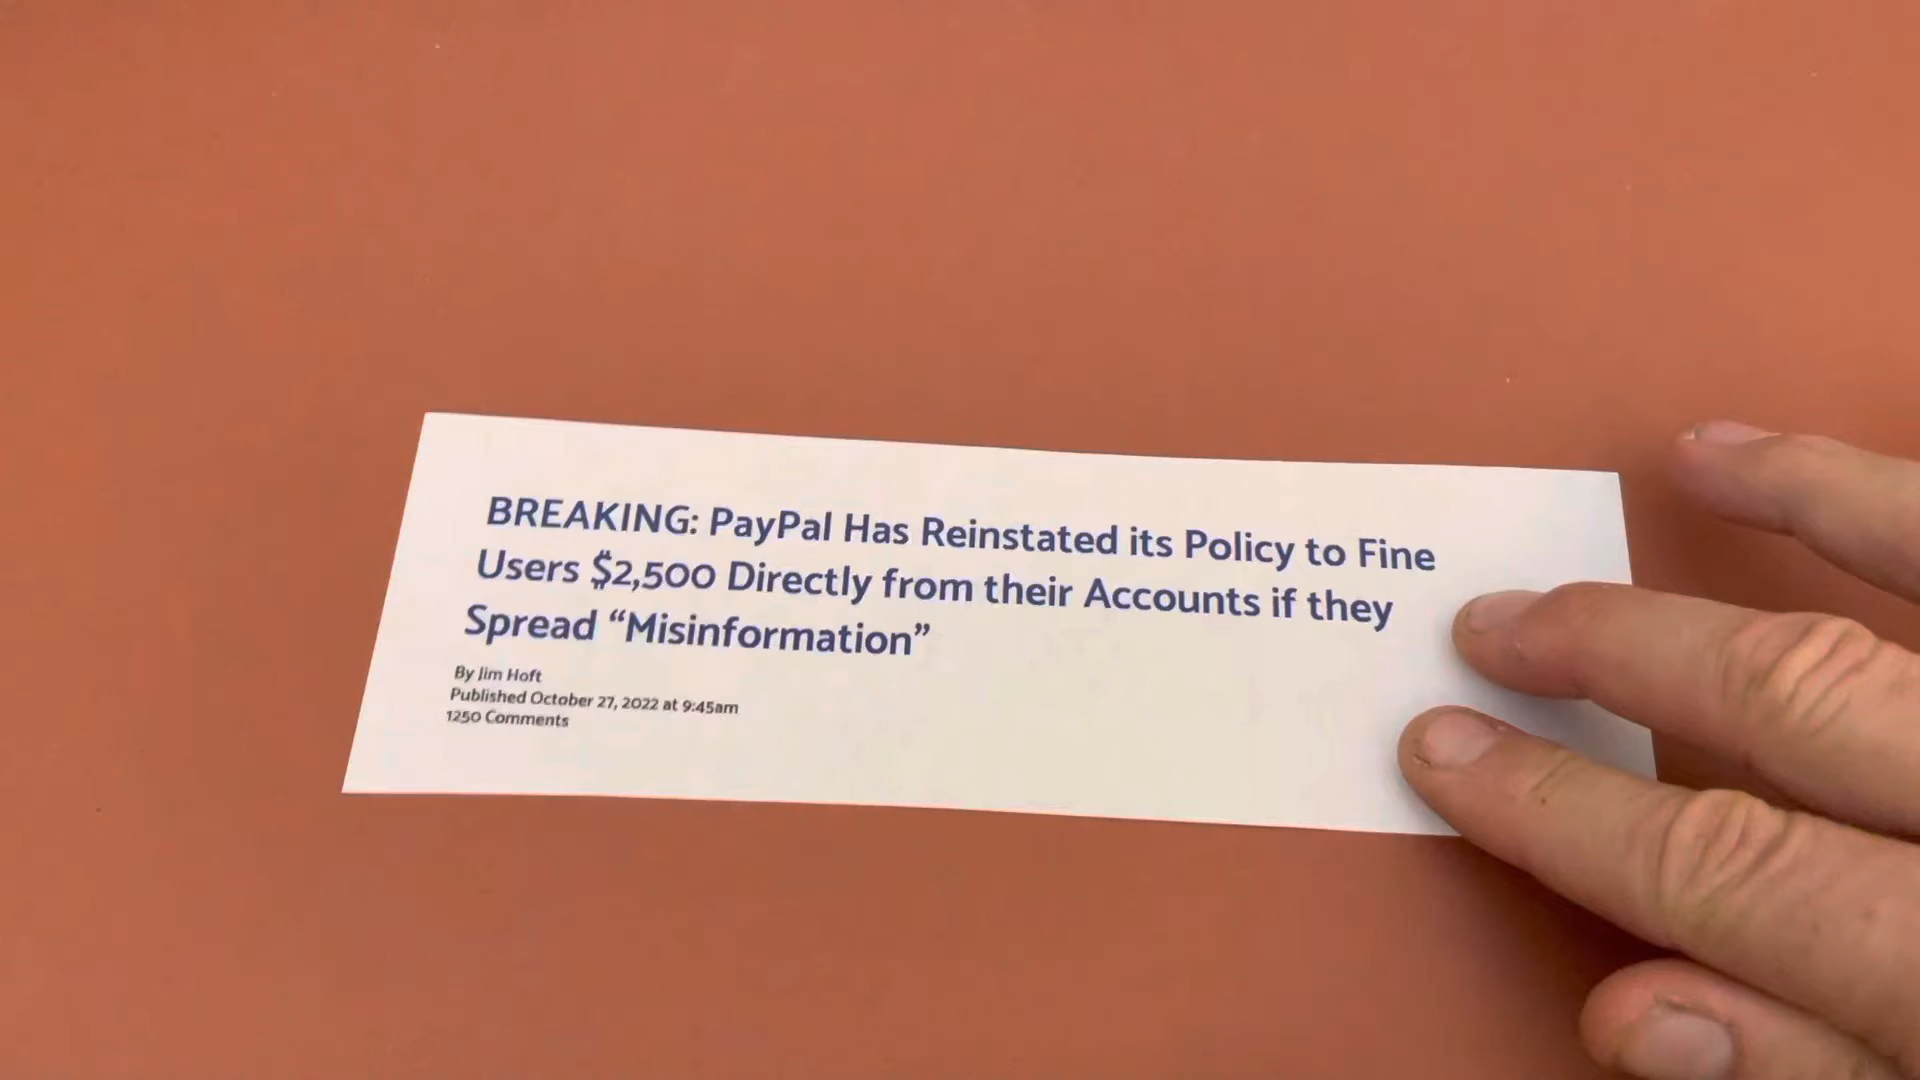 BREAKING: PayPal Has Reinstated its Policy to Fine
Users $2,500 Directly from their Accounts if they
Spread “Misinformation”
By Jim Hoft
Published October 27, 2022 at 9:45am
1250 Comments